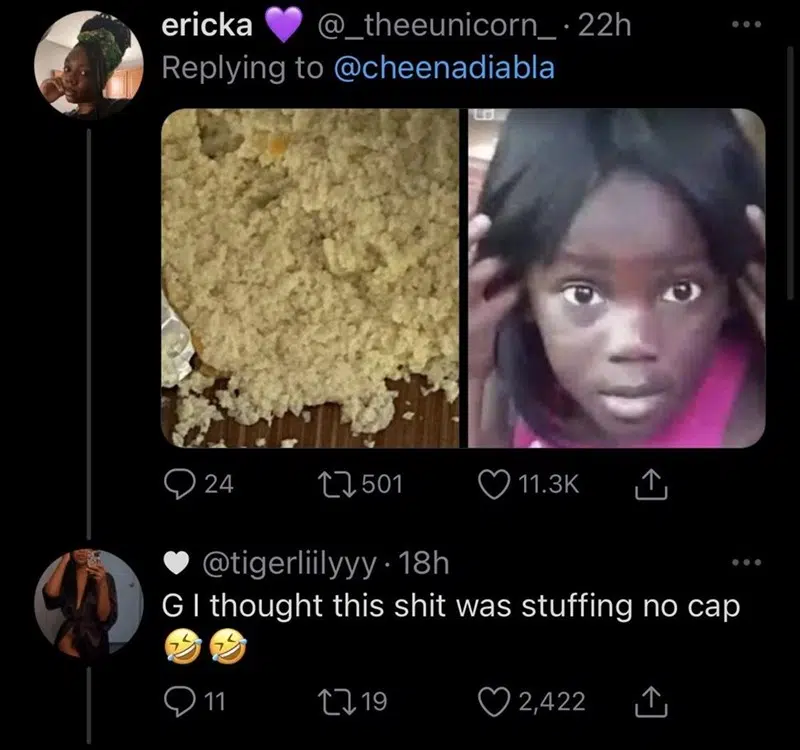 ericka 💜 @_theeunicorn_ · 22h
Replying to @cheenadiabla
24 501 11.3K
🤍 @tigerliilyyy · 18h
G I thought this shit was stuffing no cap
🤣🤣
11 19 2,422